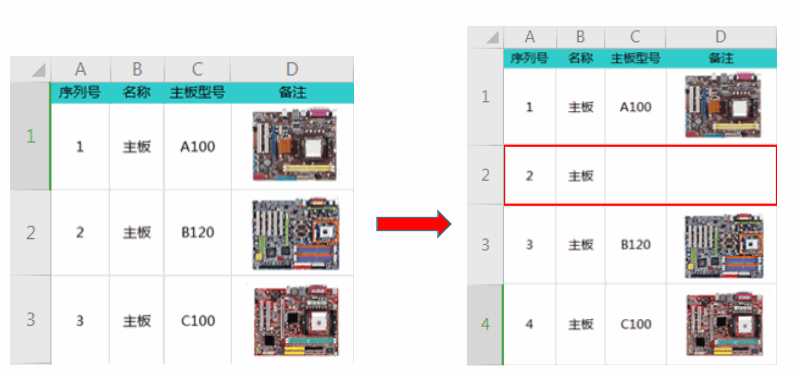 A B C D
序列号 名称 主板型号 备注
1 1 主板 A100
2 2 主板 B120
3 3 主板 C100
A B C D
序列号 名称 主板型号 备注
1 1 主板 A100
2 2 主板
3 3 主板 B120
4 4 主板 C100